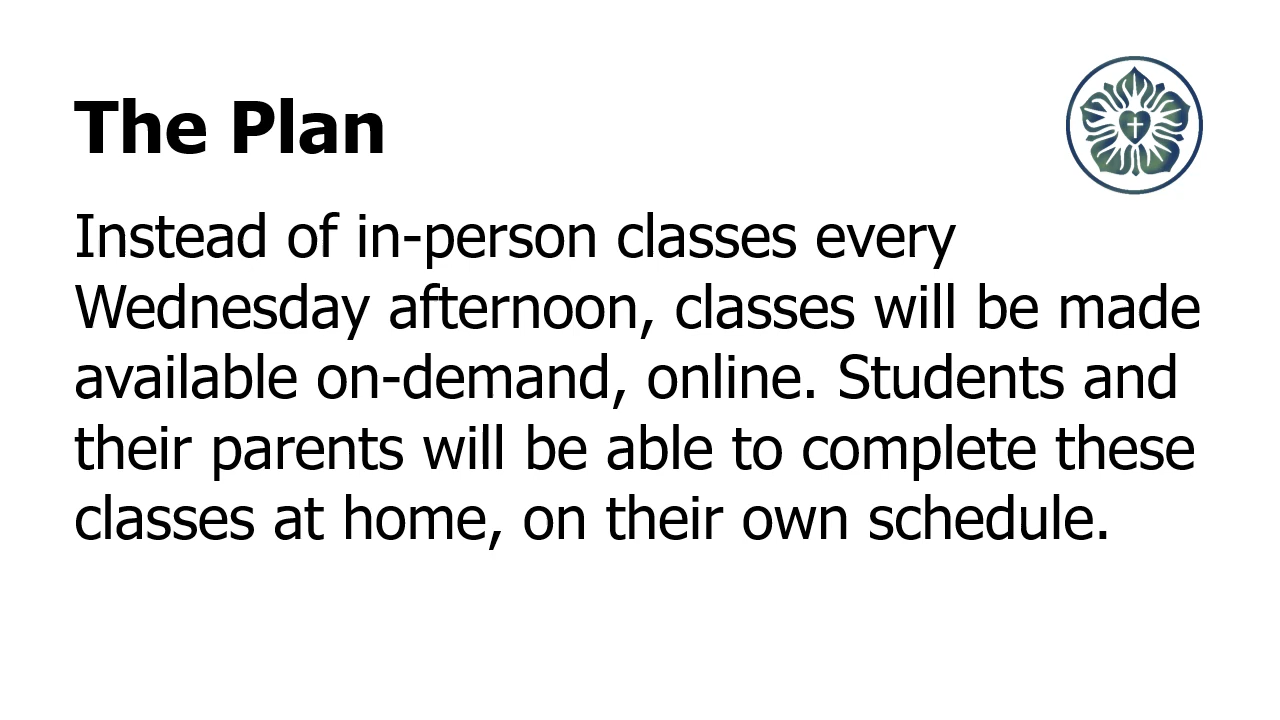 The Plan
Instead of in-person classes every
Wednesday afternoon, classes will be made
available on-demand, online. Students and
their parents will be able to complete these
classes at home, on their own schedule.